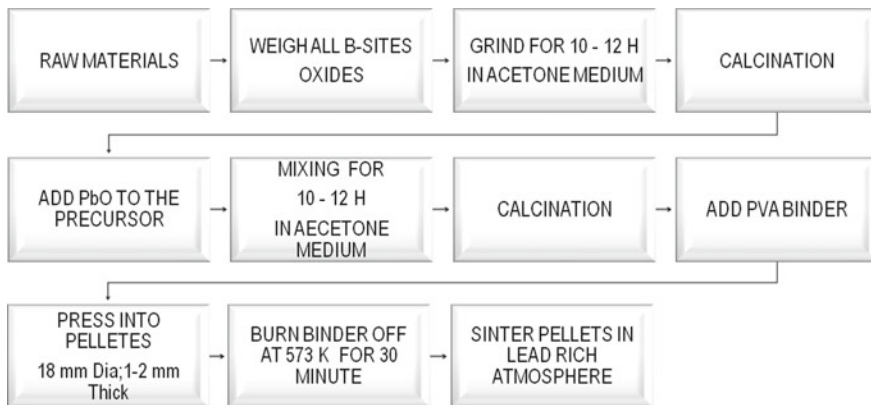 RAW MATERIALS
WEIGH ALL B-SITES
OXIDES
GRIND FOR 10 - 12 H
IN ACETONE MEDIUM
CALCINATION
ADD PbO TO THE
PRECURSOR
MIXING FOR
10 - 12 H
IN AECETONE
MEDIUM
CALCINATION
ADD PVA BINDER
PRESS INTO
PELLETES
18 mm Dia;1-2 mm
Thick
BURN BINDER OFF
AT 573 K FOR 30
MINUTE
SINTER PELLETS IN
LEAD RICH
ATMOSPHERE